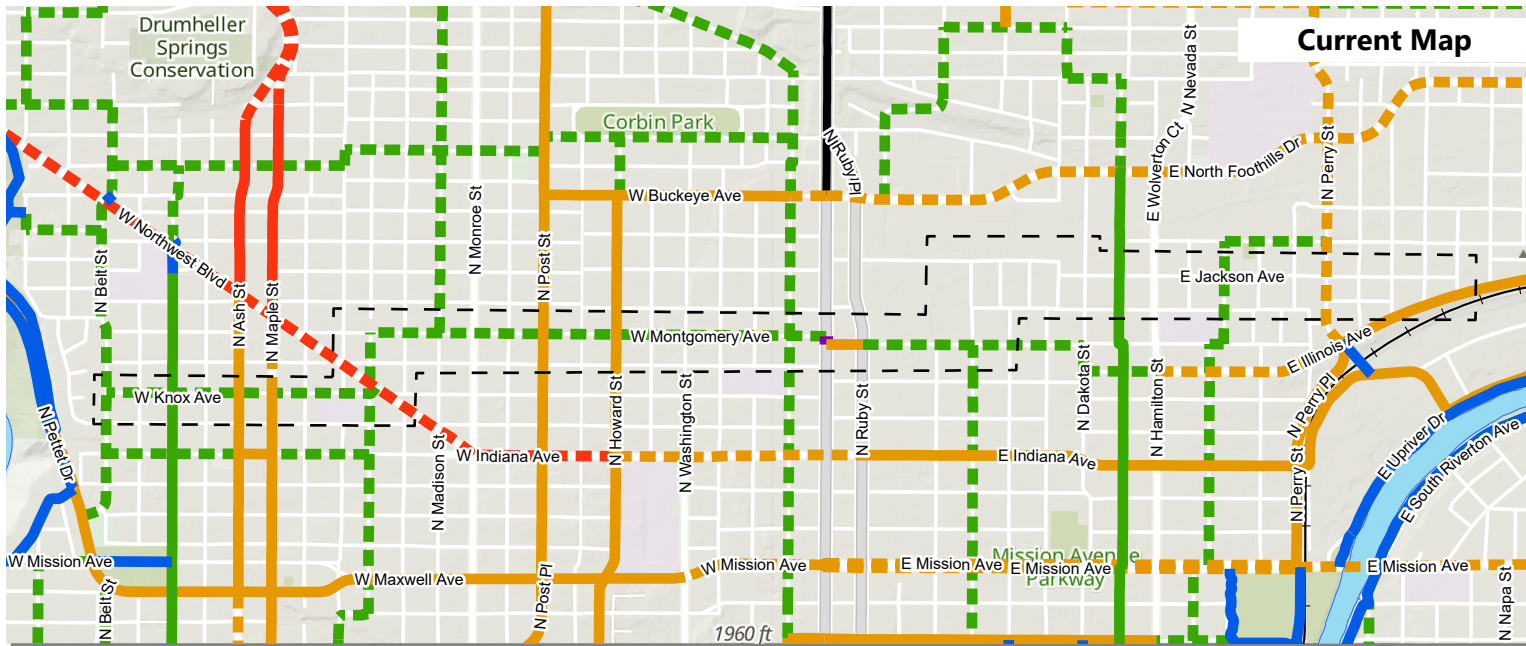 Drumheller
Springs
Conservation
Current Map
N Nevada St
Corbin Park
N Ruby Pl
E Wolverton Ct
N Perry St
E North Foothills Dr
W Buckeye Ave
W Northwest Blvd
N Monroe St
N Post St
N Belt St
N Ash St
N Maple St
E Jackson Ave
W Montgomery Ave
E Illinois Ave
W Knox Ave
N Howard St
N Washington St
N Ruby St
N Dakota St
N Hamilton St
N Perry Pl
N Pettet Dr
N Madison St
W Indiana Ave
E Indiana Ave
E Upriver Dr
E South Riverton Ave
N Perry St
W Mission Ave
W Maxwell Ave
W Mission Ave
E Mission Ave
Mission Avenue
Parkway
E Mission Ave
E Mission Ave
N Belt St
N Post Pl
N Napa St
1960 ft